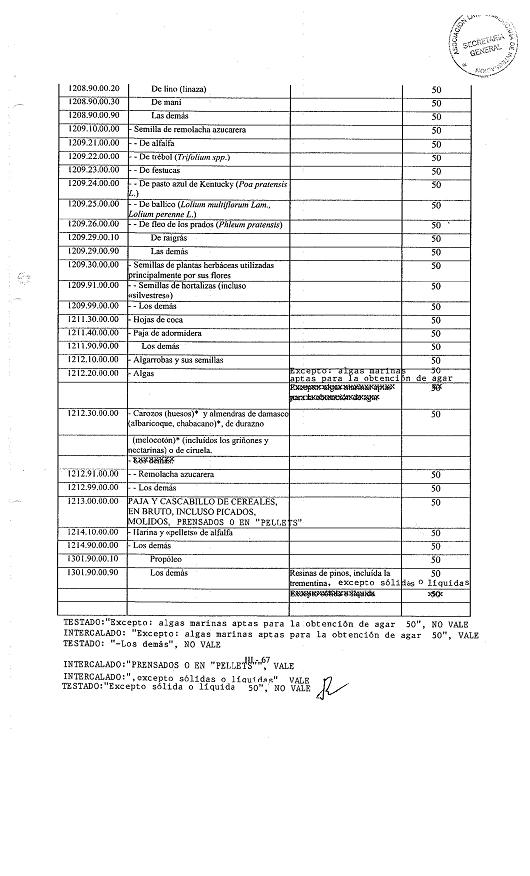 SECRETARIA
GENERAL
1208.90.00.20 De lino (linaza) 50
1208.90.00.30 De maní 50
1208.90.00.90 Las demás 50
1209.10.00.00 - Semilla de remolacha azucarera 50
1209.21.00.00 - - De alfalfa 50
1209.22.00.00 - - De trébol (Trifolium spp.) 50
1209.23.00.00 - - De festucas 50
1209.24.00.00 - - De pasto azul de Kentucky (Poa pratensis 50
L.)
1209.25.00.00 - - De ballico (Lolium multiflorum Lam., 50
Lolium perenne L.)
1209.26.00.00 - - De fleo de los prados (Phleum pratensis) 50
1209.29.00.10 De raigrás 50
1209.29.00.90 Las demás 50
1209.30.00.00 - Semillas de plantas herbáceas utilizadas 50
principalmente por sus flores
1209.91.00.00 - - Semillas de hortalizas (incluso 50
«silvestres»)
1209.99.00.00 - - Los demás 50
1211.30.00.00 - Hojas de coca 50
1211.40.00.00 - Paja de adormidera 50
1211.90.90.00 Los demás 50
1212.10.00.00 - Algarrobas y sus semillas 50
1212.20.00.00 - Algas Excepto: algas marinas 50
aptas para la obtención de agar
1212.30.00.00 - Carozos (huesos)* y almendras de damasco 50
(albaricoque, chabacano)*, de durazno
(melocotón)* (incluídos los griñones y
nectarinas) o de ciruela.
- Los demás:
1212.91.00.00 - - Remolacha azucarera 50
1212.99.00.00 - - Los demás 50
1213.00.00.00 PAJA Y CASCABILLO DE CEREALES, 50
EN BRUTO, INCLUSO PICADOS,
MOLIDOS, PRENSADOS O EN "PELLETS"
1214.10.00.00 - Harina y «pellets» de alfalfa 50
1214.90.00.00 - Los demás 50
1301.90.00.10 Propóleo 50
1301.90.00.90 Los demás Resinas de pinos, incluída la 50
trementina, excepto sólidas o líquidas
TESTADO:"Excepto: algas marinas aptas para la obtención de agar 50", NO VALE
INTERCALADO: "Excepto: algas marinas aptas para la obtención de agar 50", VALE
TESTADO: "-Los demás", NO VALE
III - 67
INTERCALADO:"PRENSADOS O EN "PELLETS"", VALE
INTERCALADO:",excepto sólidas o líquidas" VALE
TESTADO:"Excepto sólida o líquida 50", NO VALE